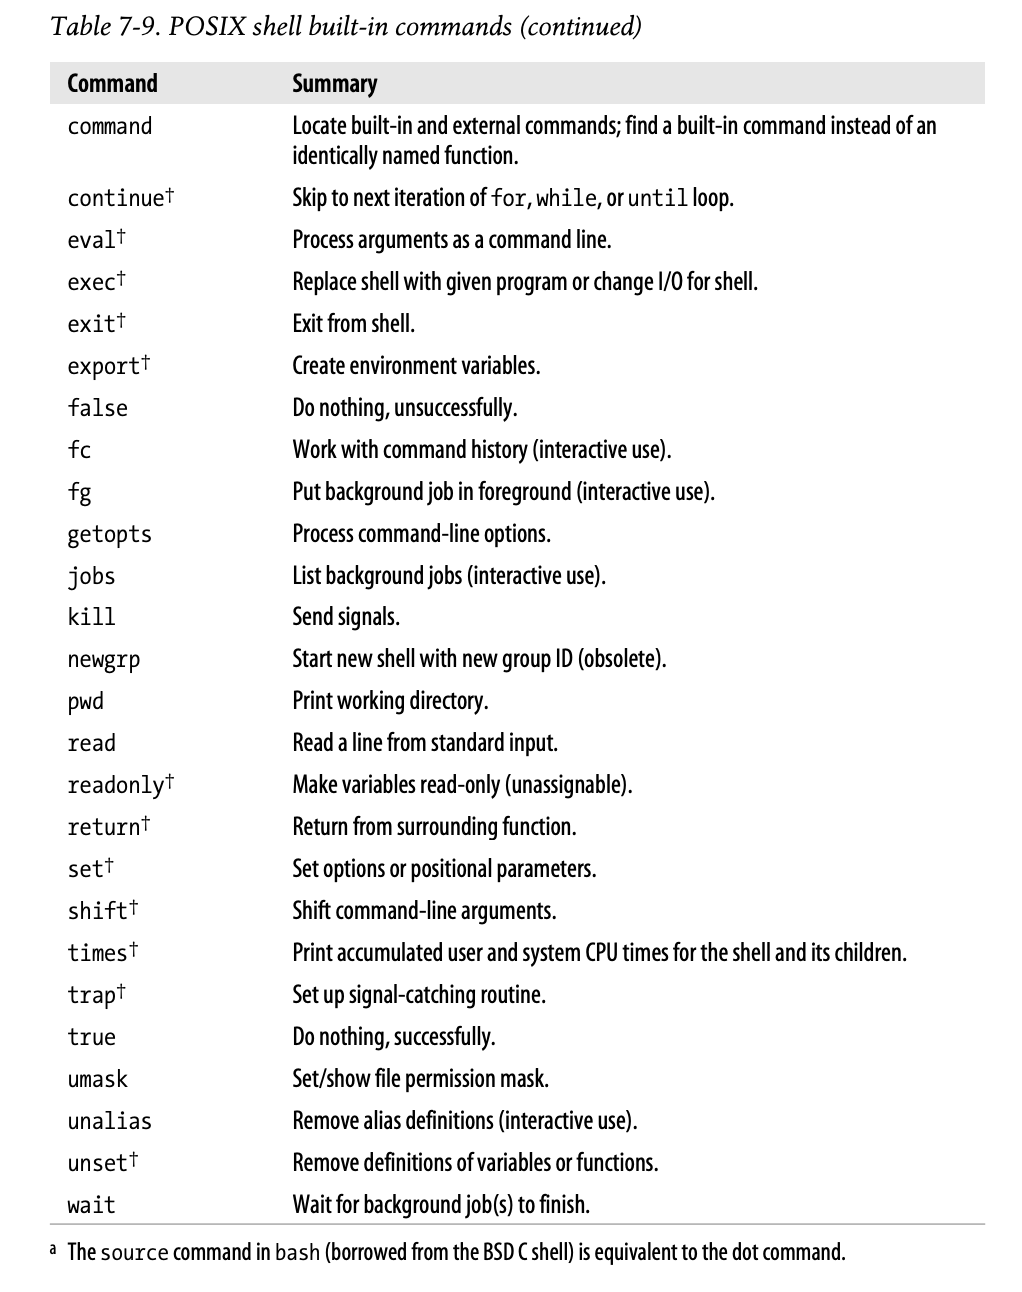 Table 7-9. POSIX shell built-in commands (continued)
Command Summary
command Locate built-in and external commands; find a built-in command instead of an
identically named function.
continue† Skip to next iteration of for, while, or until loop.
eval† Process arguments as a command line.
exec† Replace shell with given program or change I/O for shell.
exit† Exit from shell.
export† Create environment variables.
false Do nothing, unsuccessfully.
fc Work with command history (interactive use).
fg Put background job in foreground (interactive use).
getopts Process command-line options.
jobs List background jobs (interactive use).
kill Send signals.
newgrp Start new shell with new group ID (obsolete).
pwd Print working directory.
read Read a line from standard input.
readonly† Make variables read-only (unassignable).
return† Return from surrounding function.
set† Set options or positional parameters.
shift† Shift command-line arguments.
times† Print accumulated user and system CPU times for the shell and its children.
trap† Set up signal-catching routine.
true Do nothing, successfully.
umask Set/show file permission mask.
unalias Remove alias definitions (interactive use).
unset† Remove definitions of variables or functions.
wait Wait for background job(s) to finish.
a The source command in bash (borrowed from the BSD C shell) is equivalent to the dot command.